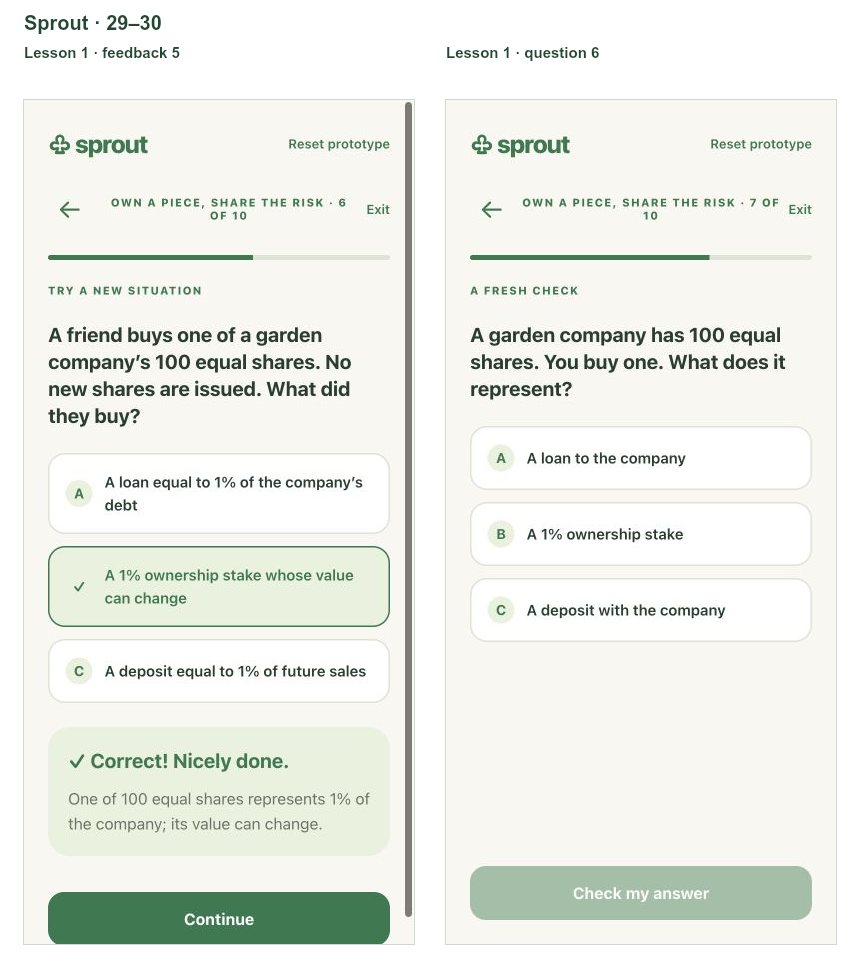 Sprout · 29–30
Lesson 1 · feedback 5
sprout
Reset prototype
OWN A PIECE, SHARE THE RISK · 6
OF 10
Exit
TRY A NEW SITUATION
A friend buys one of a garden
company’s 100 equal shares. No
new shares are issued. What did
they buy?
A
A loan equal to 1% of the company’s
debt
✓
A 1% ownership stake whose value
can change
C
A deposit equal to 1% of future sales
✓ Correct! Nicely done.
One of 100 equal shares represents 1% of
the company; its value can change.
Continue
Lesson 1 · question 6
sprout
Reset prototype
OWN A PIECE, SHARE THE RISK · 7 OF
10
Exit
A FRESH CHECK
A garden company has 100 equal
shares. You buy one. What does it
represent?
A
A loan to the company
B
A 1% ownership stake
C
A deposit with the company
Check my answer